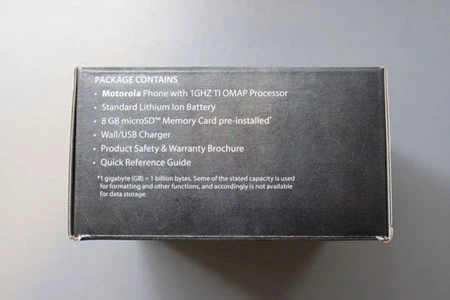 PACKAGE CONTAINS
• Motorola Phone with 1GHZ TI OMAP Processor
• Standard Lithium Ion Battery
• 8 GB microSD™ Memory Card pre-installed*
• Wall/USB Charger
• Product Safety & Warranty Brochure
• Quick Reference Guide
*1 gigabyte (GB) = 1 billion bytes. Some of the stated capacity is used
for formatting and other functions, and accordingly is not available
for data storage.